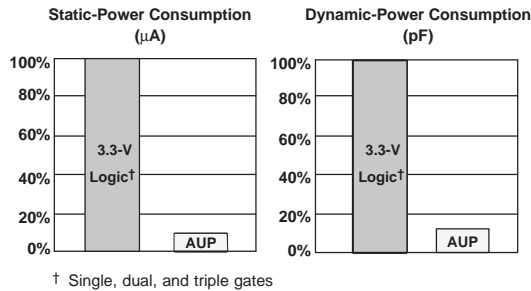 Static-Power Consumption
(μA)
100%
80%
60%
40%
20%
0%
3.3-V
Logic†
AUP
Dynamic-Power Consumption
(pF)
100%
80%
60%
40%
20%
0%
3.3-V
Logic†
AUP
† Single, dual, and triple gates